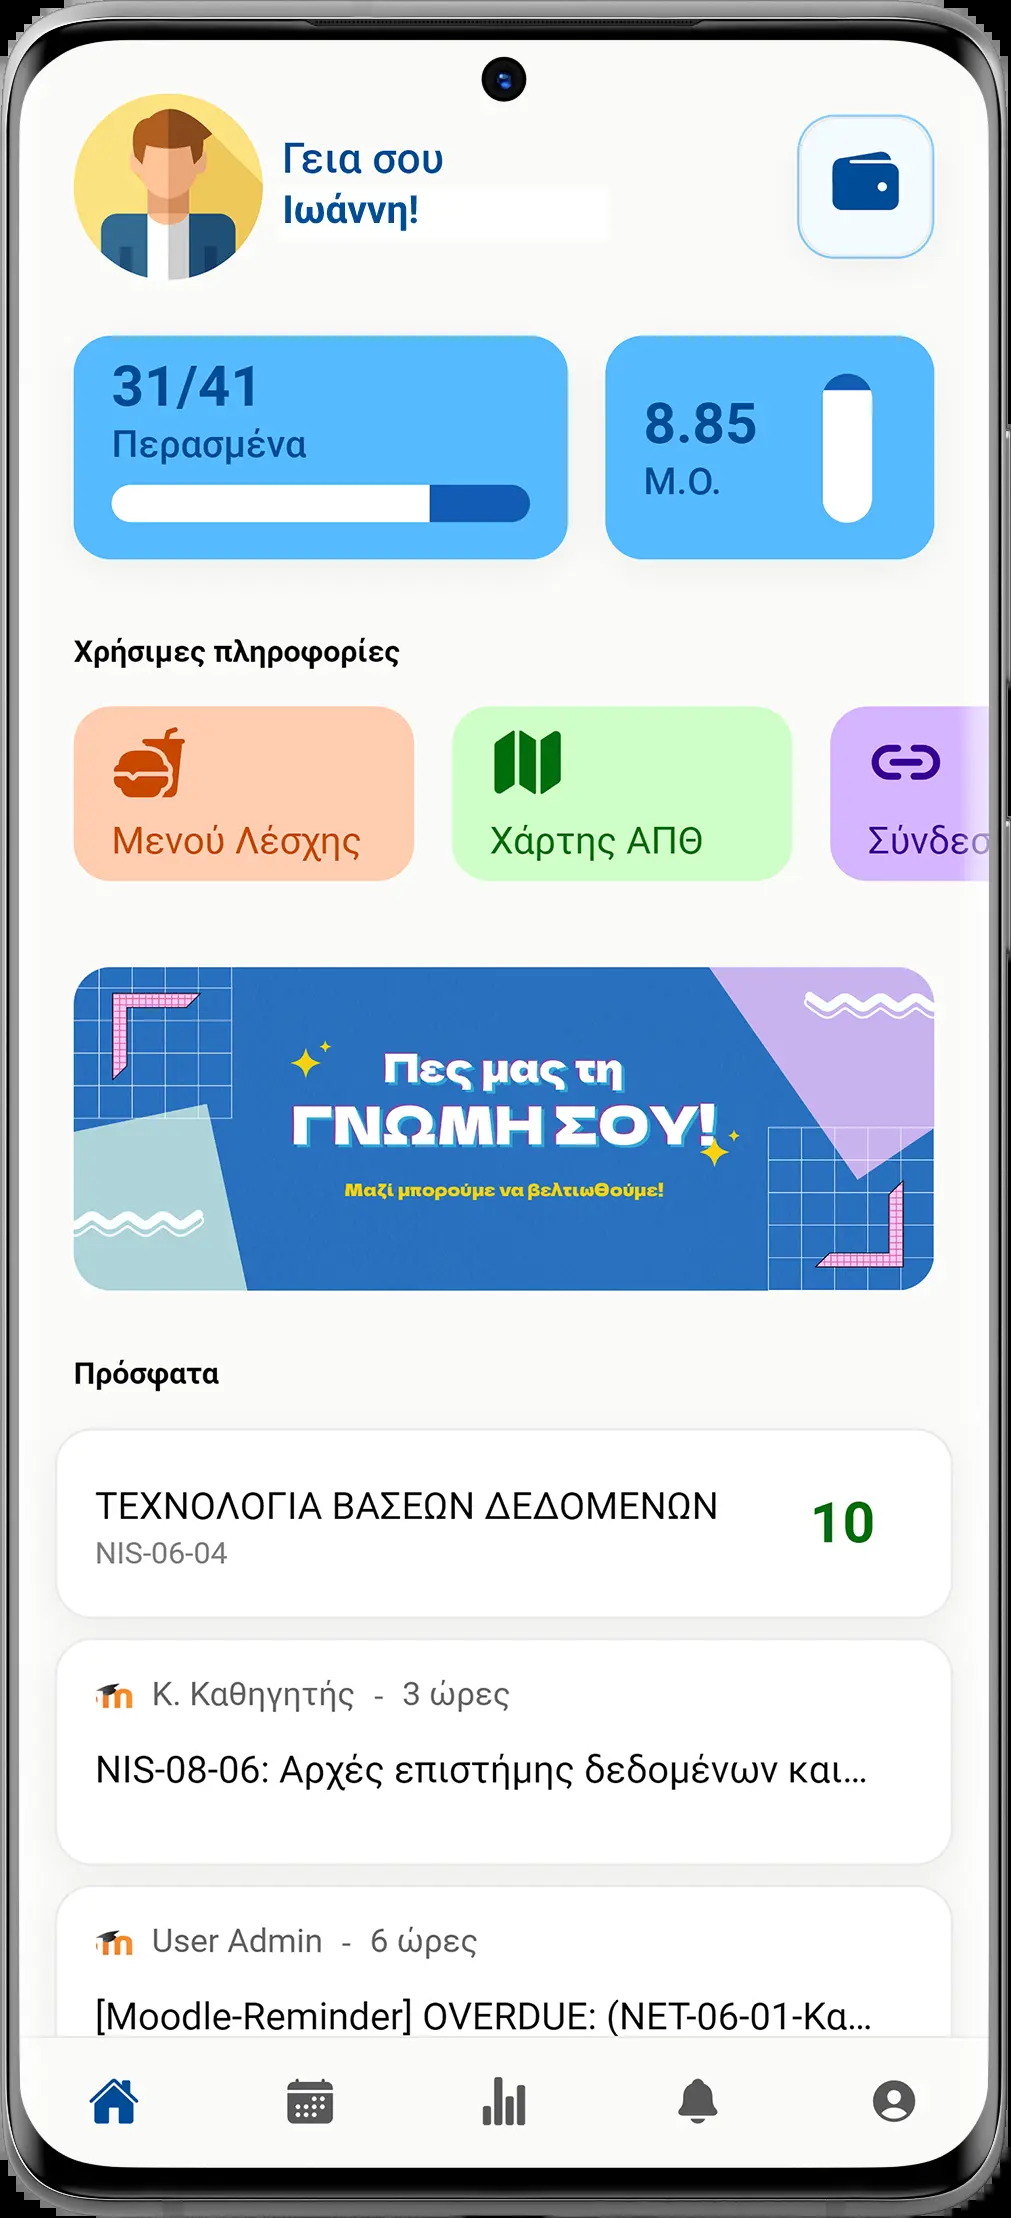 Γεια σου
Ιωάννη!
31/41
Περασμένα
8.85
Μ.Ο.
Χρήσιμες πληροφορίες
Μενού Λέσχης
Χάρτης ΑΠΘ
Σύνδεσ
Πες μας τη
ΓΝΩΜΗ ΣΟΥ!
Μαζί μπορούμε να βελτιωθούμε!
Πρόσφατα
ΤΕΧΝΟΛΟΓΙΑ ΒΑΣΕΩΝ ΔΕΔΟΜΕΝΩΝ
10
NIS-06-04
Κ. Καθηγητής - 3 ώρες
NIS-08-06: Αρχές επιστήμης δεδομένων και...
User Admin - 6 ώρες
[Moodle-Reminder] OVERDUE: (NET-06-01-Κα...